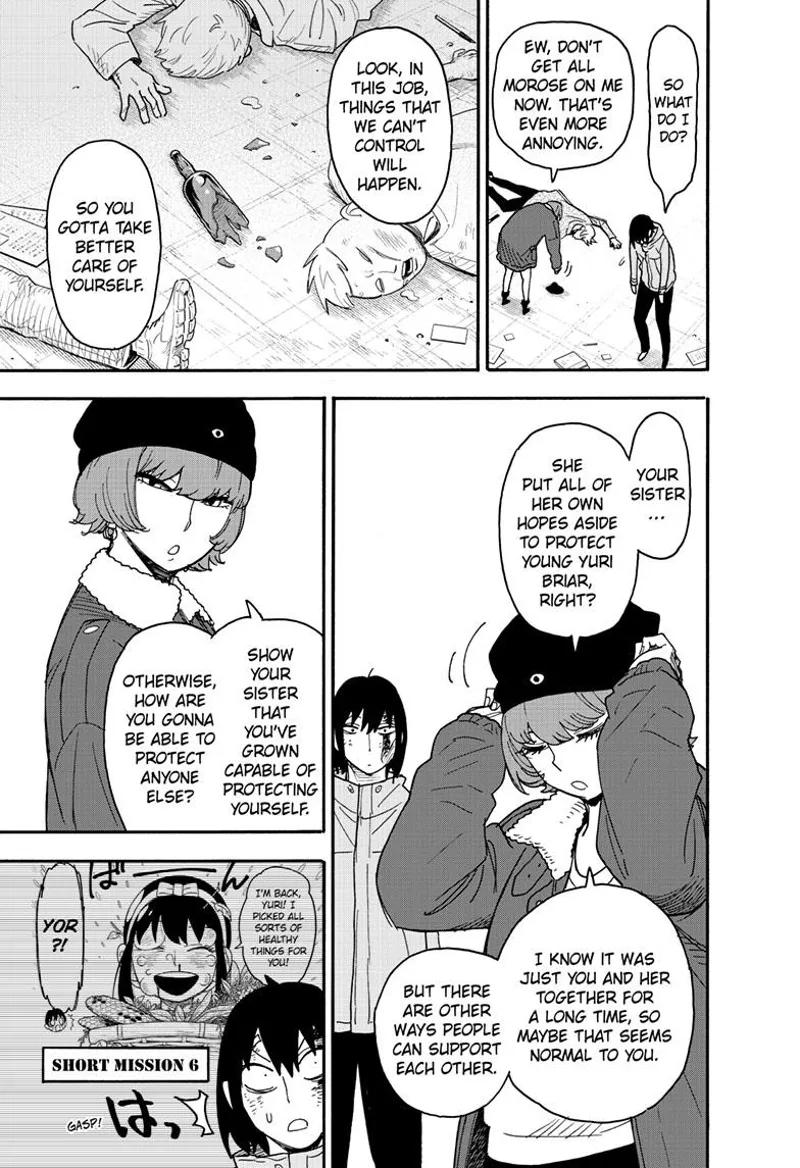 SO
WHAT
DO I
DO?
EW, DON'T
GET ALL
MOROSE ON ME
NOW. THAT'S
EVEN MORE
ANNOYING.
LOOK, IN
THIS JOB,
THINGS THAT
WE CAN'T
CONTROL
WILL
HAPPEN.
SO YOU
GOTTA TAKE
BETTER
CARE OF
YOURSELF.
YOUR
SISTER
...
SHE
PUT ALL OF
HER OWN
HOPES ASIDE
TO PROTECT
YOUNG YURI
BRIAR,
RIGHT?
I KNOW IT WAS
JUST YOU AND HER
TOGETHER FOR
A LONG TIME, SO
MAYBE THAT SEEMS
NORMAL TO YOU.
BUT THERE
ARE OTHER
WAYS PEOPLE
CAN SUPPORT
EACH OTHER.
SHOW
YOUR
SISTER
THAT
YOU'VE
GROWN
CAPABLE OF
PROTECTING
YOURSELF.
OTHERWISE,
HOW ARE
YOU GONNA
BE ABLE TO
PROTECT
ANYONE
ELSE?
ばーん
I'M BACK,
YURI! I
PICKED ALL
SORTS OF
HEALTHY
THINGS FOR
YOU!
YOR
?!
SHORT MISSION 6
GASP!
はっ